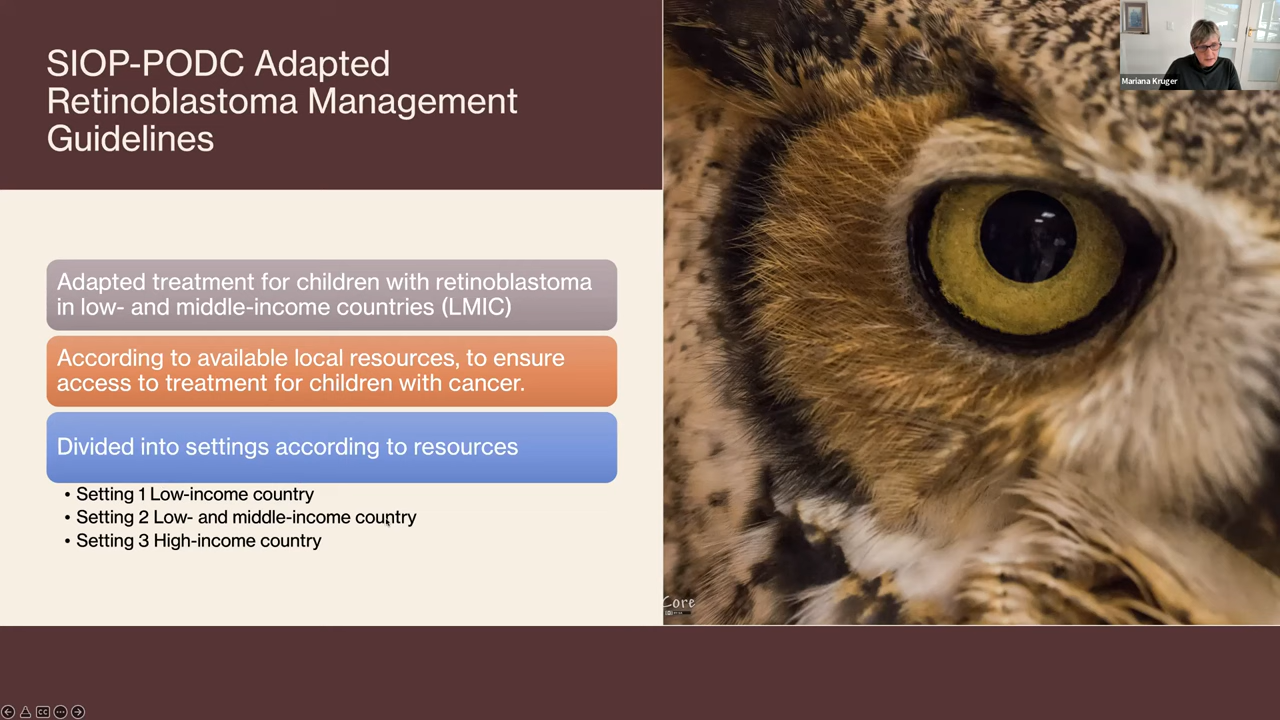 SIOP-PODC Adapted
Retinoblastoma Management
Guidelines
Mariana Kruger
Adapted treatment for children with retinoblastoma
in low- and middle-income countries (LMIC)
According to available local resources, to ensure
access to treatment for children with cancer.
Divided into settings according to resources
• Setting 1 Low-income country
• Setting 2 Low- and middle-income country
• Setting 3 High-income country
Core